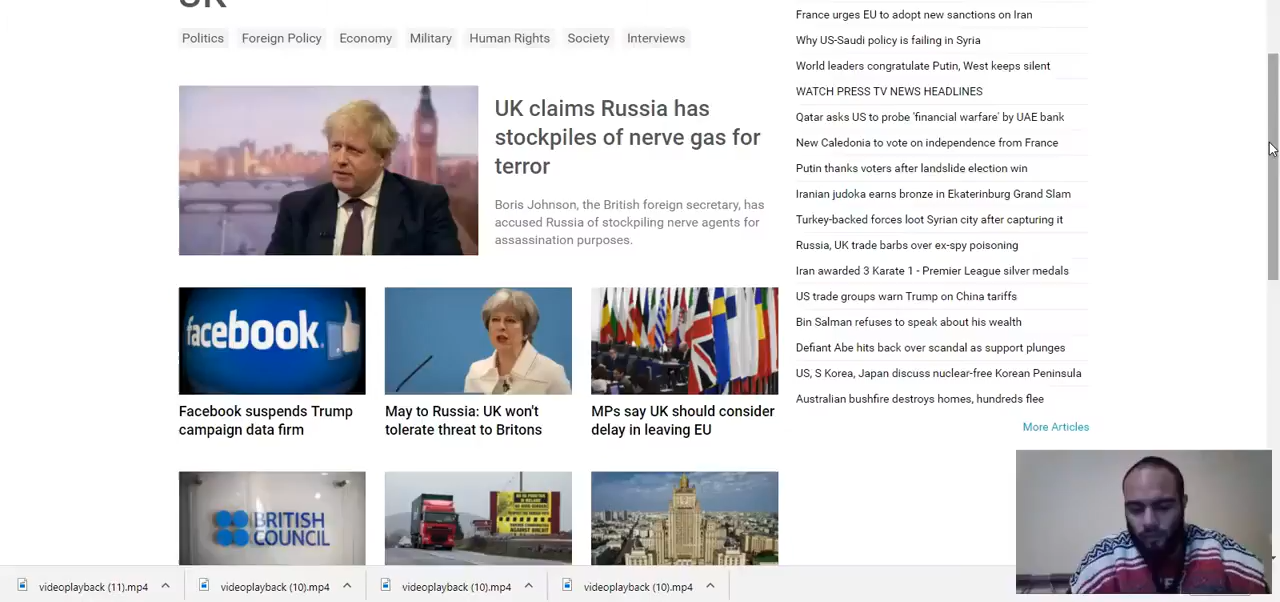 UK
Politics
Foreign Policy
Economy
Military
Human Rights
Society
Interviews
UK claims Russia has
stockpiles of nerve gas for
terror
Boris Johnson, the British foreign secretary, has
accused Russia of stockpiling nerve agents for
assassination purposes.
facebook
Facebook suspends Trump
campaign data firm
May to Russia: UK won't
tolerate threat to Britons
MPs say UK should consider
delay in leaving EU
BRITISH
COUNCIL
France urges EU to adopt new sanctions on Iran
Why US-Saudi policy is failing in Syria
World leaders congratulate Putin, West keeps silent
WATCH PRESS TV NEWS HEADLINES
Qatar asks US to probe 'financial warfare' by UAE bank
New Caledonia to vote on independence from France
Putin thanks voters after landslide election win
Iranian judoka earns bronze in Ekaterinburg Grand Slam
Turkey-backed forces loot Syrian city after capturing it
Russia, UK trade barbs over ex-spy poisoning
Iran awarded 3 Karate 1 - Premier League silver medals
US trade groups warn Trump on China tariffs
Bin Salman refuses to speak about his wealth
Defiant Abe hits back over scandal as support plunges
US, S Korea, Japan discuss nuclear-free Korean Peninsula
Australian bushfire destroys homes, hundreds flee
More Articles
videoplayback (11).mp4
videoplayback (10).mp4
videoplayback (10).mp4
videoplayback (10).mp4